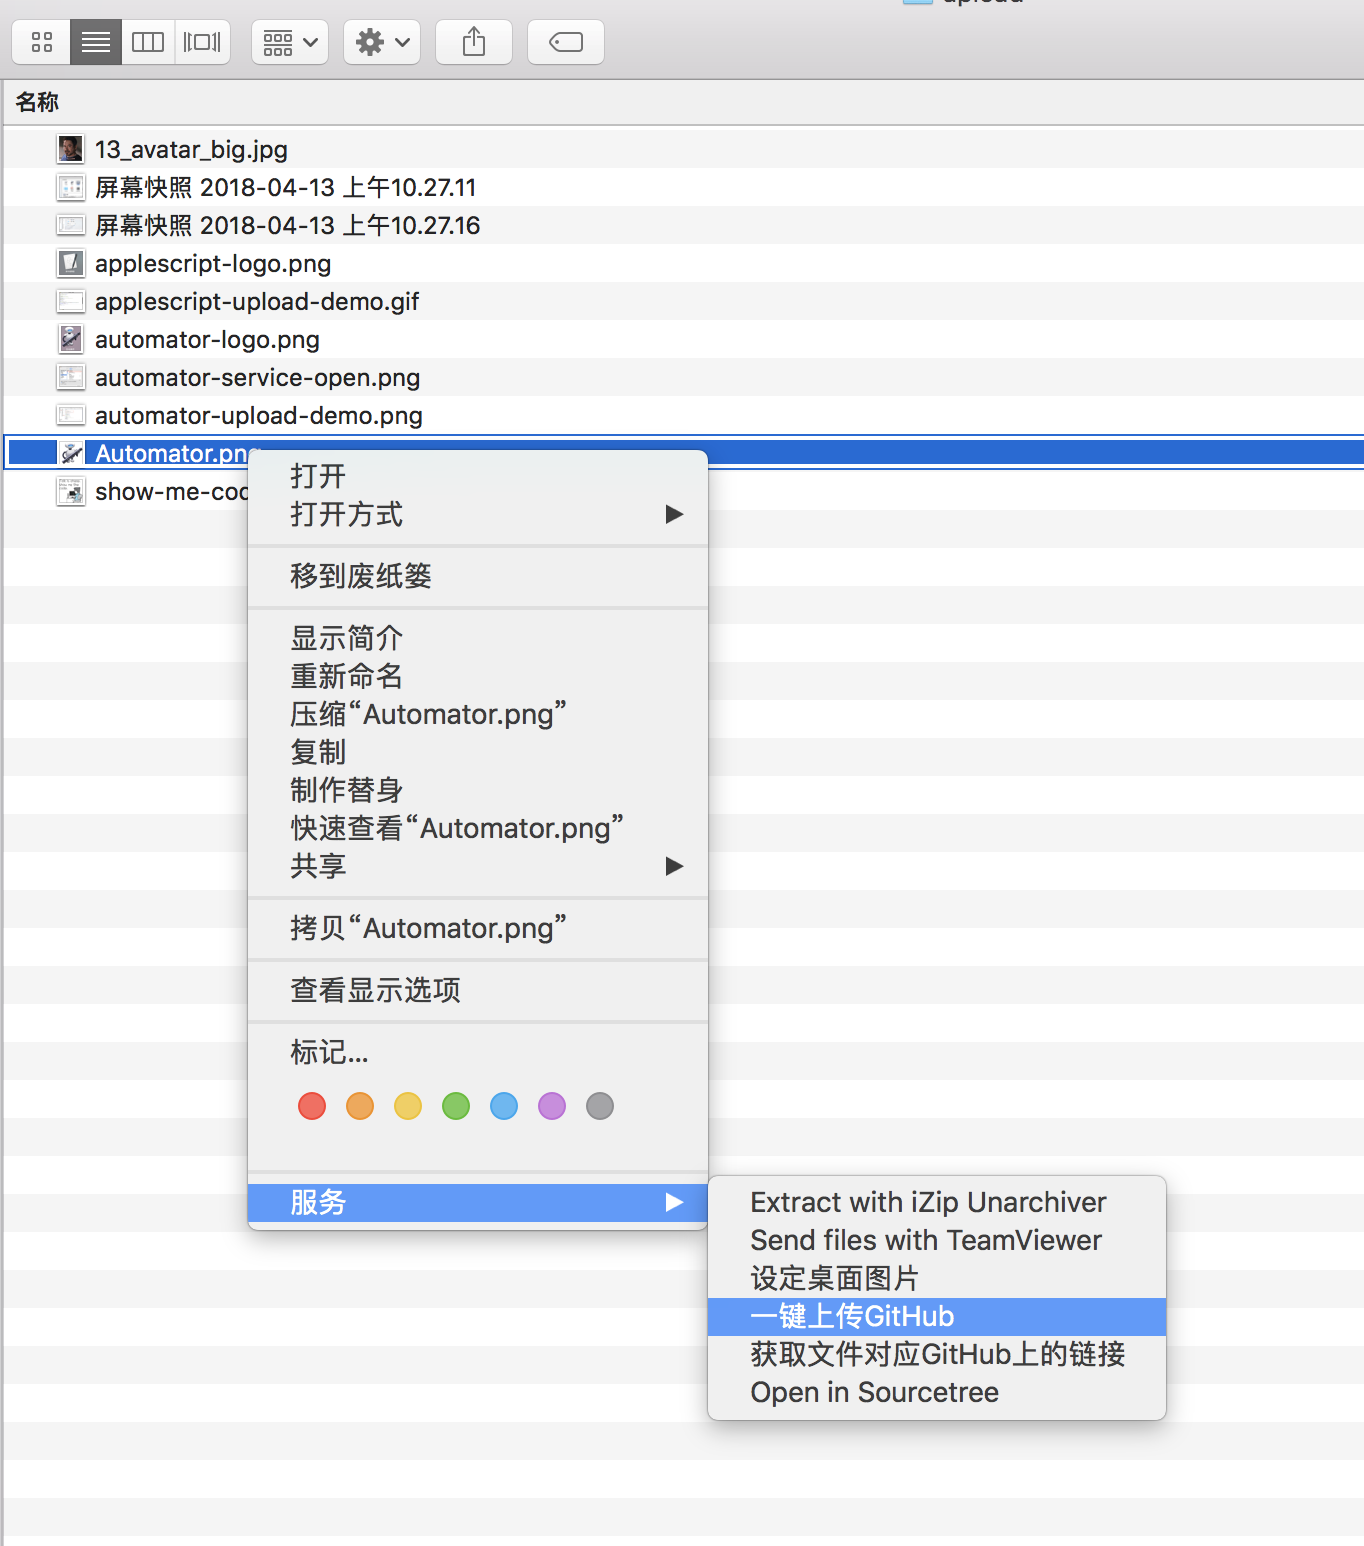 upload
名称
13_avatar_big.jpg
屏幕快照 2018-04-13 上午10.27.11
屏幕快照 2018-04-13 上午10.27.16
applescript-logo.png
applescript-upload-demo.gif
automator-logo.png
automator-service-open.png
automator-upload-demo.png
Automator.png
show-me-cod
打开
打开方式
移到废纸篓
显示简介
重新命名
压缩“Automator.png”
复制
制作替身
快速查看“Automator.png”
共享
拷贝“Automator.png”
查看显示选项
标记...
服务
Extract with iZip Unarchiver
Send files with TeamViewer
设定桌面图片
一键上传GitHub
获取文件对应GitHub上的链接
Open in Sourcetree